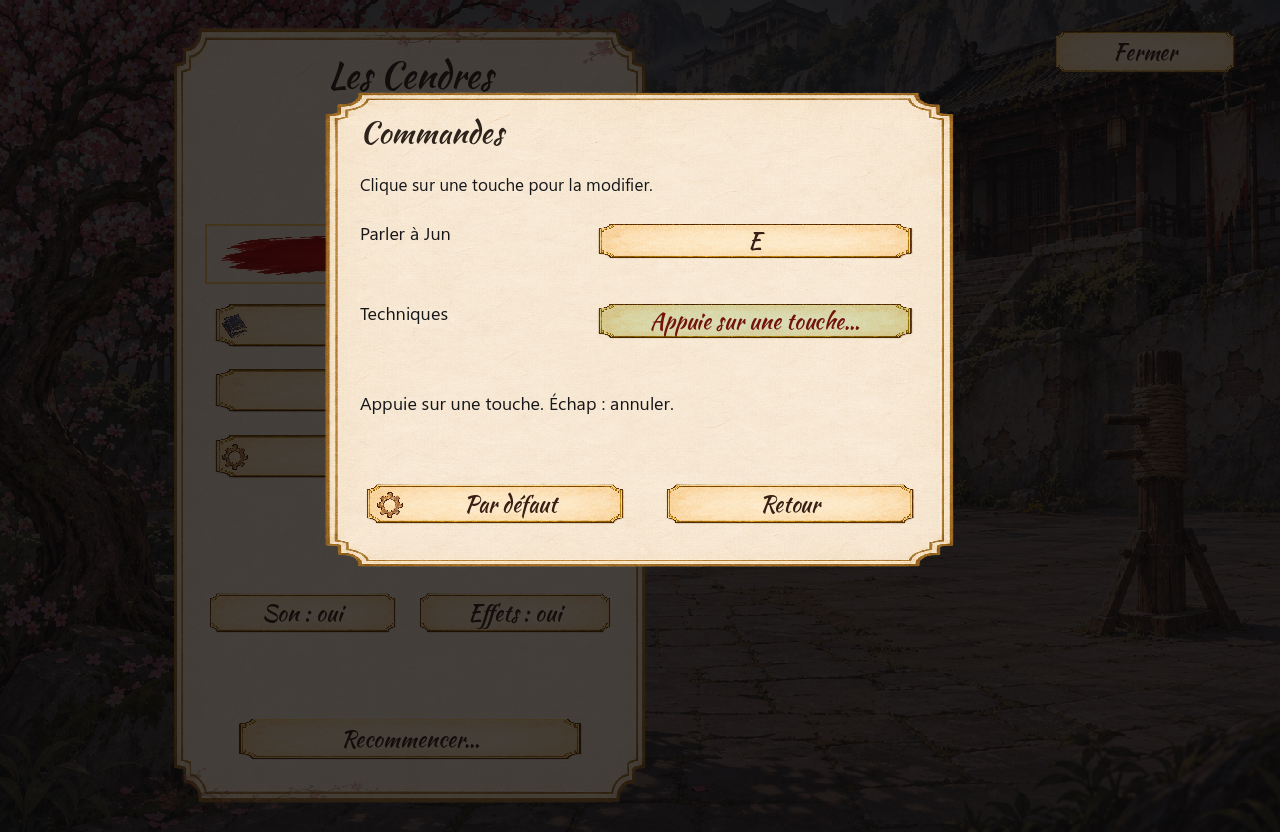 Les Cendres
Fermer
Commandes
Clique sur une touche pour la modifier.
Parler à Jun
E
Techniques
Appuie sur une touche...
Appuie sur une touche. Échap : annuler.
Par défaut
Retour
Son : oui
Effets : oui
Recommencer...